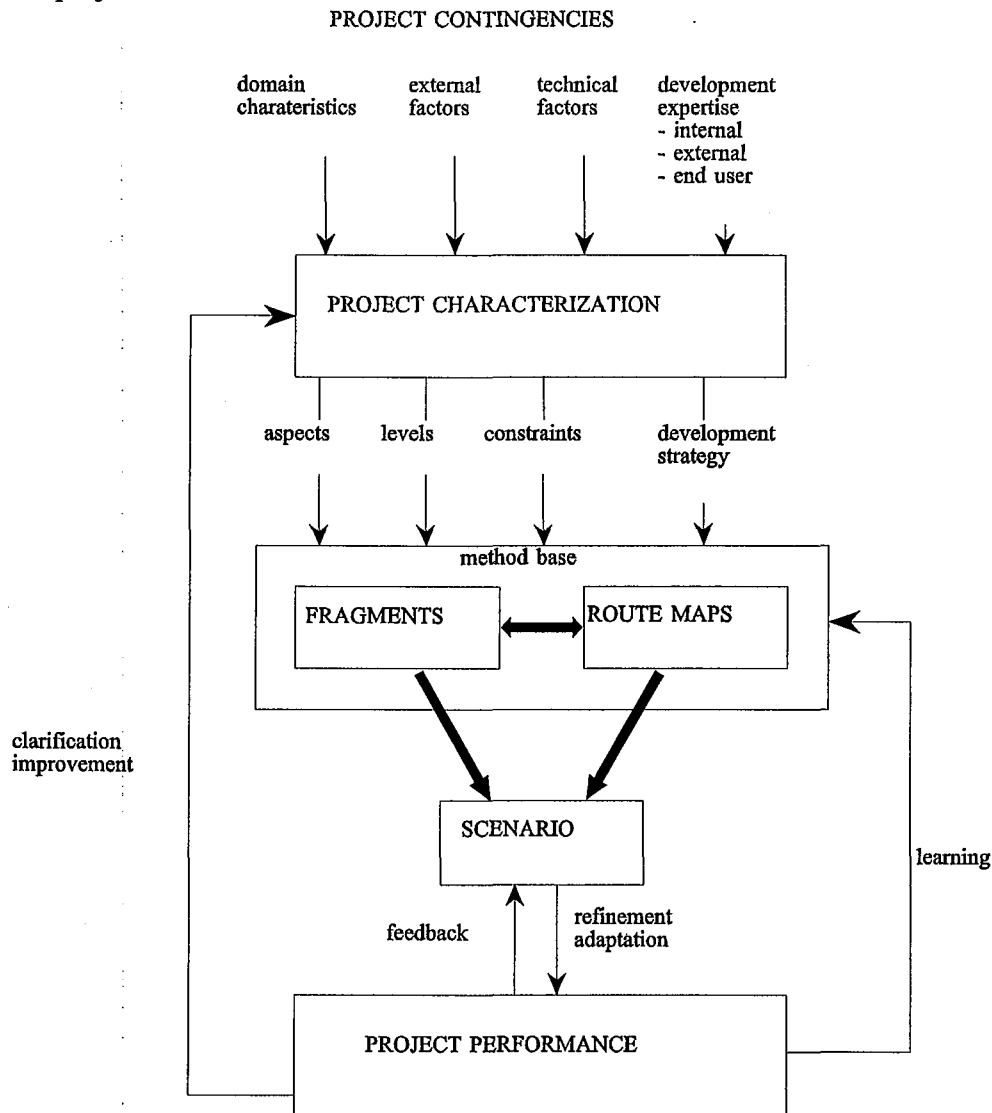 PROJECT CONTINGENCIES
domain
charateristics
external
factors
technical
factors
development
expertise
- internal
- external
- end user
PROJECT CHARACTERIZATION
aspects
levels
constraints
development
strategy
method base
FRAGMENTS
ROUTE MAPS
clarification
improvement
SCENARIO
learning
feedback
refinement
adaptation
PROJECT PERFORMANCE